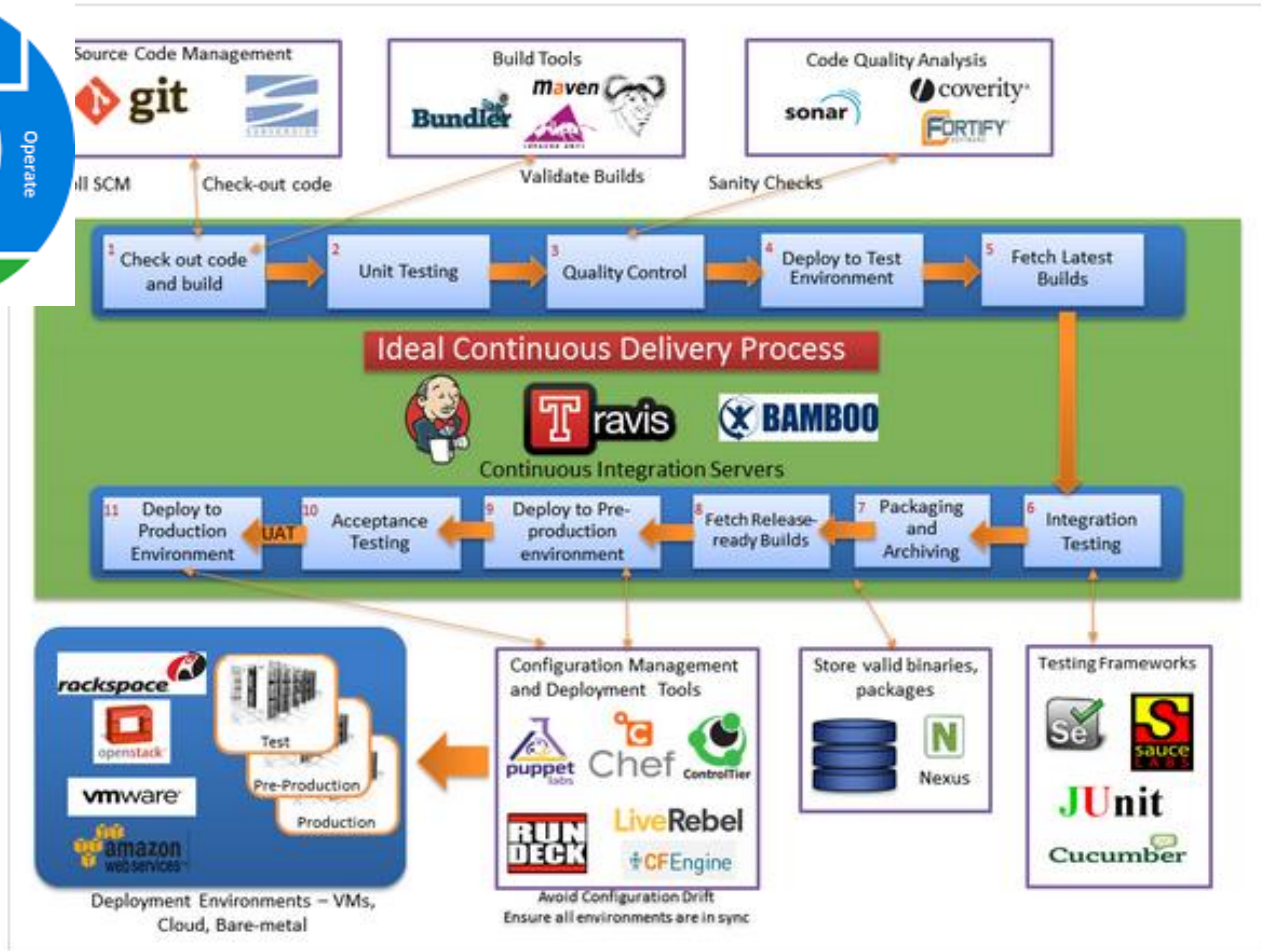 Operate
Source Code Management
git
SUBVERSION
Build Tools
Bundler
maven
Code Quality Analysis
sonar
coverity
FORTIFY
SOFTWARE
ll SCM
Check-out code
Validate Builds
Sanity Checks
1 Check out code
and build
2 Unit Testing
3 Quality Control
4 Deploy to Test
Environment
5 Fetch Latest
Builds
Ideal Continuous Delivery Process
Travis
BAMBOO
Continuous Integration Servers
11 Deploy to
Production
Environment
UAT
10 Acceptance
Testing
9 Deploy to Pre-
production
environment
8 Fetch Release-
ready Builds
7 Packaging
and
Archiving
6 Integration
Testing
rackspace
openstack
vmware
amazon
webservices
Test
Pre-Production
Production
Deployment Environments – VMs,
Cloud, Bare-metal
Configuration Management
and Deployment Tools
puppet
labs
Chef
ControlTier
RUN
DECK
LiveRebel
CFEngine
Avoid Configuration Drift
Ensure all environments are in sync
Store valid binaries,
packages
N
Nexus
Testing Frameworks
Se
S
SAUCE
LABS
JUnit
Cucumber